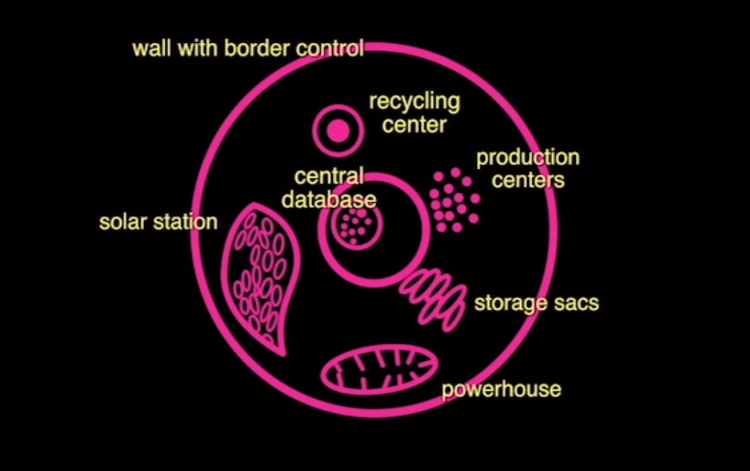 wall with border control
recycling
center
production
centers
central
database
solar station
storage sacs
powerhouse